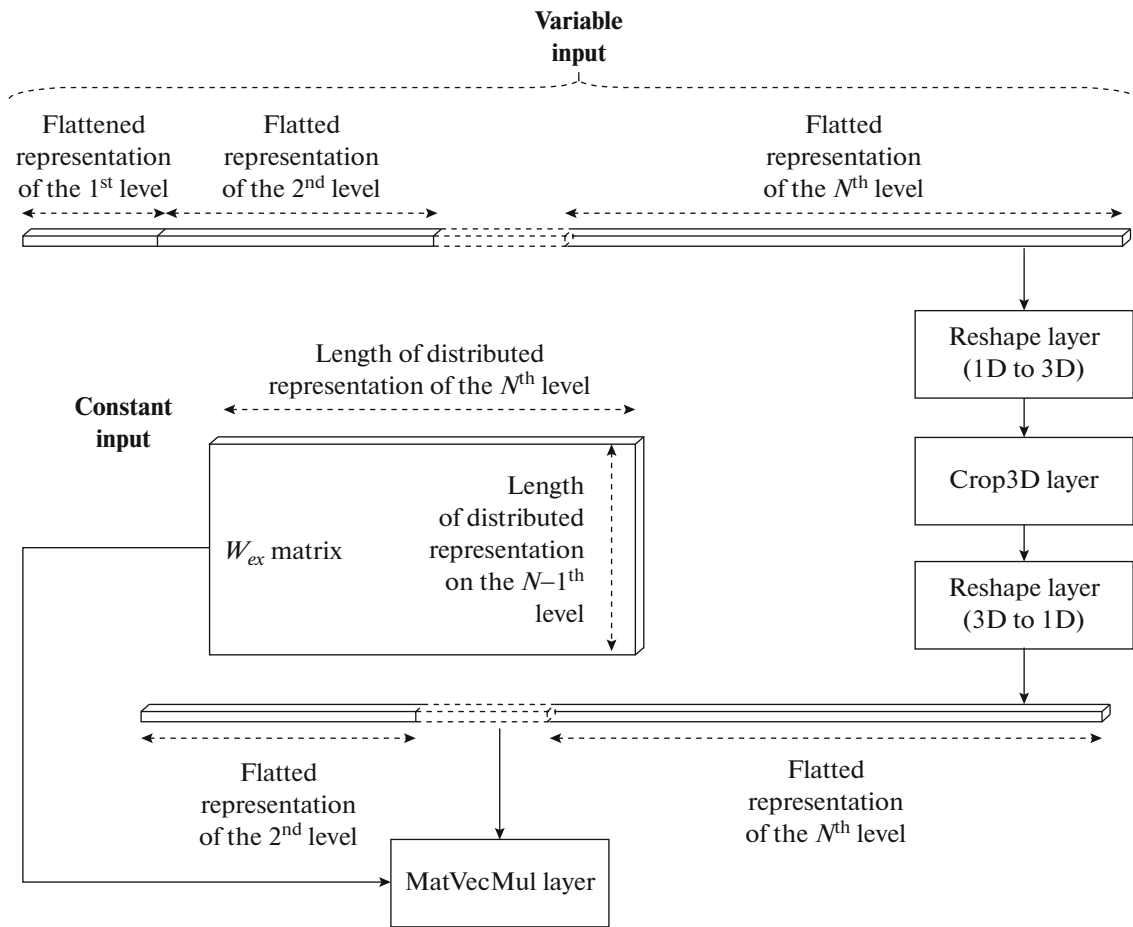 Variable
input
Flattened
representation
of the 1st level
Flatted
representation
of the 2nd level
Flatted
representation
of the Nth level
Reshape layer
(1D to 3D)
Length of distributed
representation of the Nth level
Constant
input
Crop3D layer
Length
of distributed
representation
on the N–1th
level
Wex matrix
Reshape layer
(3D to 1D)
Flatted
representation
of the 2nd level
Flatted
representation
of the Nth level
MatVecMul layer